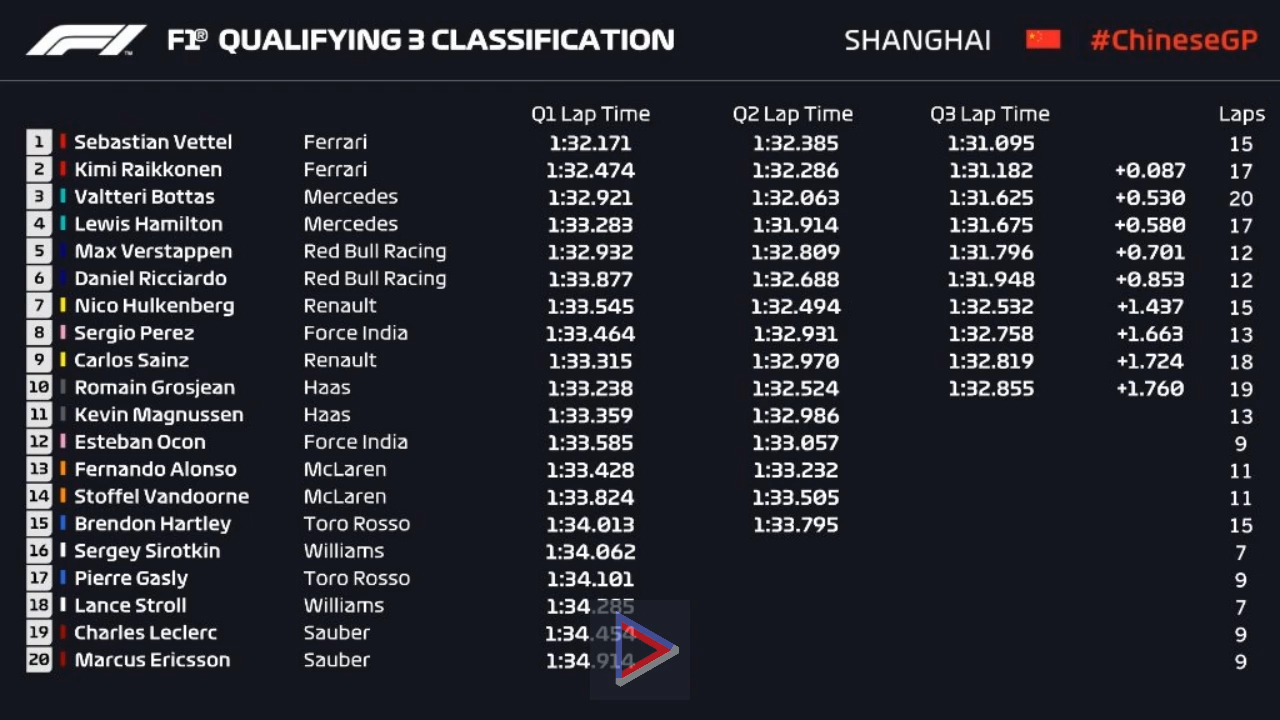 F1® QUALIFYING 3 CLASSIFICATION SHANGHAI #ChineseGP
Q1 Lap Time Q2 Lap Time Q3 Lap Time Laps
1 Sebastian Vettel Ferrari 1:32.171 1:32.385 1:31.095 15
2 Kimi Raikkonen Ferrari 1:32.474 1:32.286 1:31.182 +0.087 17
3 Valtteri Bottas Mercedes 1:32.921 1:32.063 1:31.625 +0.530 20
4 Lewis Hamilton Mercedes 1:33.283 1:31.914 1:31.675 +0.580 17
5 Max Verstappen Red Bull Racing 1:32.932 1:32.809 1:31.796 +0.701 12
6 Daniel Ricciardo Red Bull Racing 1:33.877 1:32.688 1:31.948 +0.853 12
7 Nico Hulkenberg Renault 1:33.545 1:32.494 1:32.532 +1.437 15
8 Sergio Perez Force India 1:33.464 1:32.931 1:32.758 +1.663 13
9 Carlos Sainz Renault 1:33.315 1:32.970 1:32.819 +1.724 18
10 Romain Grosjean Haas 1:33.238 1:32.524 1:32.855 +1.760 19
11 Kevin Magnussen Haas 1:33.359 1:32.986 13
12 Esteban Ocon Force India 1:33.585 1:33.057 9
13 Fernando Alonso McLaren 1:33.428 1:33.232 11
14 Stoffel Vandoorne McLaren 1:33.824 1:33.505 11
15 Brendon Hartley Toro Rosso 1:34.013 1:33.795 15
16 Sergey Sirotkin Williams 1:34.062 7
17 Pierre Gasly Toro Rosso 1:34.101 9
18 Lance Stroll Williams 1:34.285 7
19 Charles Leclerc Sauber 1:34.454 9
20 Marcus Ericsson Sauber 1:34.914 9